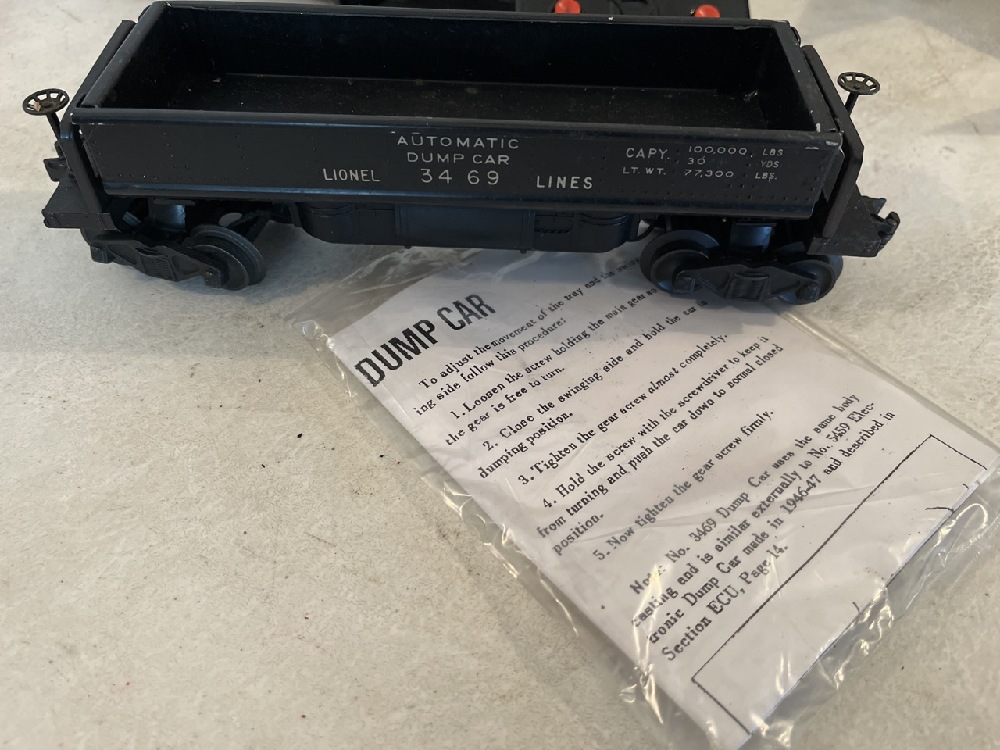 AUTOMATIC
DUMP CAR
LIONEL 3469 LINES
CAPY. 100,000 LBS
30 YDS
LT. WT. 77,300 LBS.
DUMP CAR
To adjust the movement of the tray and the swing-
ing side follow this procedure:
1. Loosen the screw holding the main gear so
the gear is free to turn.
2. Close the swinging side and hold the car in
dumping position.
3. Tighten the gear screw almost completely.
4. Hold the screw with the screwdriver to keep it
from turning and push the car down to normal closed
position.
5. Now tighten the gear screw firmly.
No. 3469 Dump Car uses the same body
casting and is similar externally to No. 5459 Elec-
tronic Dump Car made in 1946-47 and described in
Section ECU, Page 14.